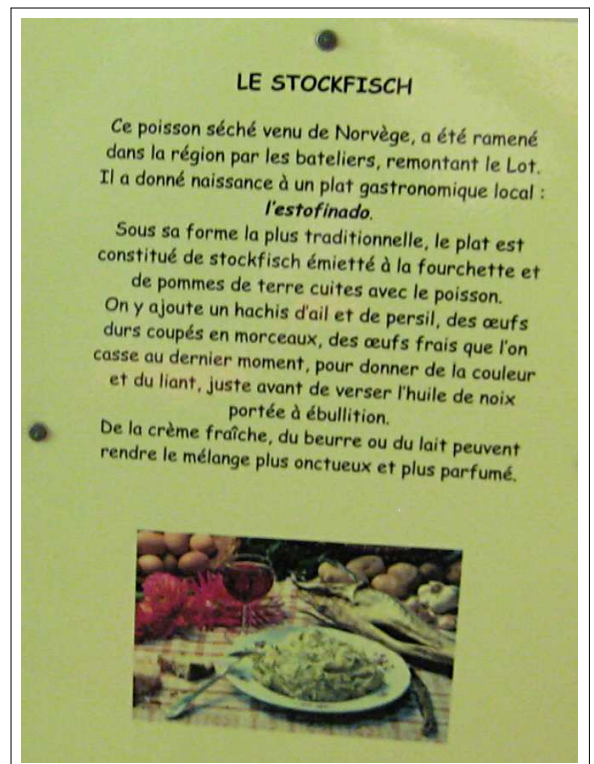 LE STOCKFISCH
Ce poisson séché venu de Norvège, a été ramené
dans la région par les bateliers, remontant le Lot.
Il a donné naissance à un plat gastronomique local :
l'estofinado.
Sous sa forme la plus traditionnelle, le plat est
constitué de stockfisch émietté à la fourchette et
de pommes de terre cuites avec le poisson.
On y ajoute un hachis d'ail et de persil, des œufs
durs coupés en morceaux, des œufs frais que l'on
casse au dernier moment, pour donner de la couleur
et du liant, juste avant de verser l'huile de noix
portée à ébullition.
De la crème fraîche, du beurre ou du lait peuvent
rendre le mélange plus onctueux et plus parfumé.